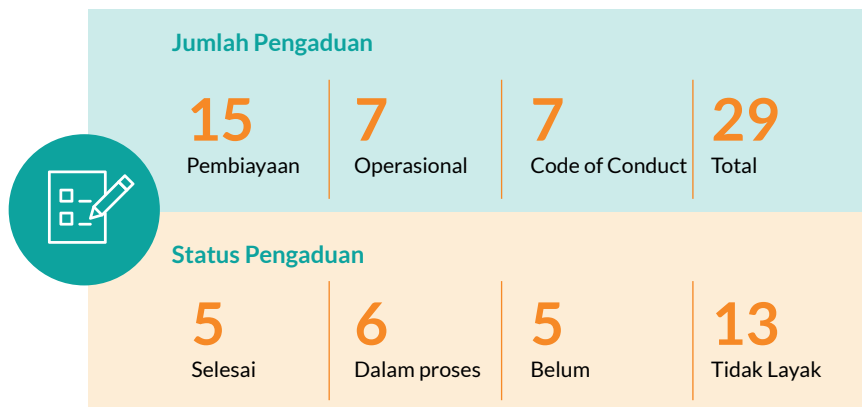 Jumlah Pengaduan
15
7
7
29
Pembiayaan
Operasional
Code of Conduct
Total
Status Pengaduan
5
6
5
13
Selesai
Dalam proses
Belum
Tidak Layak